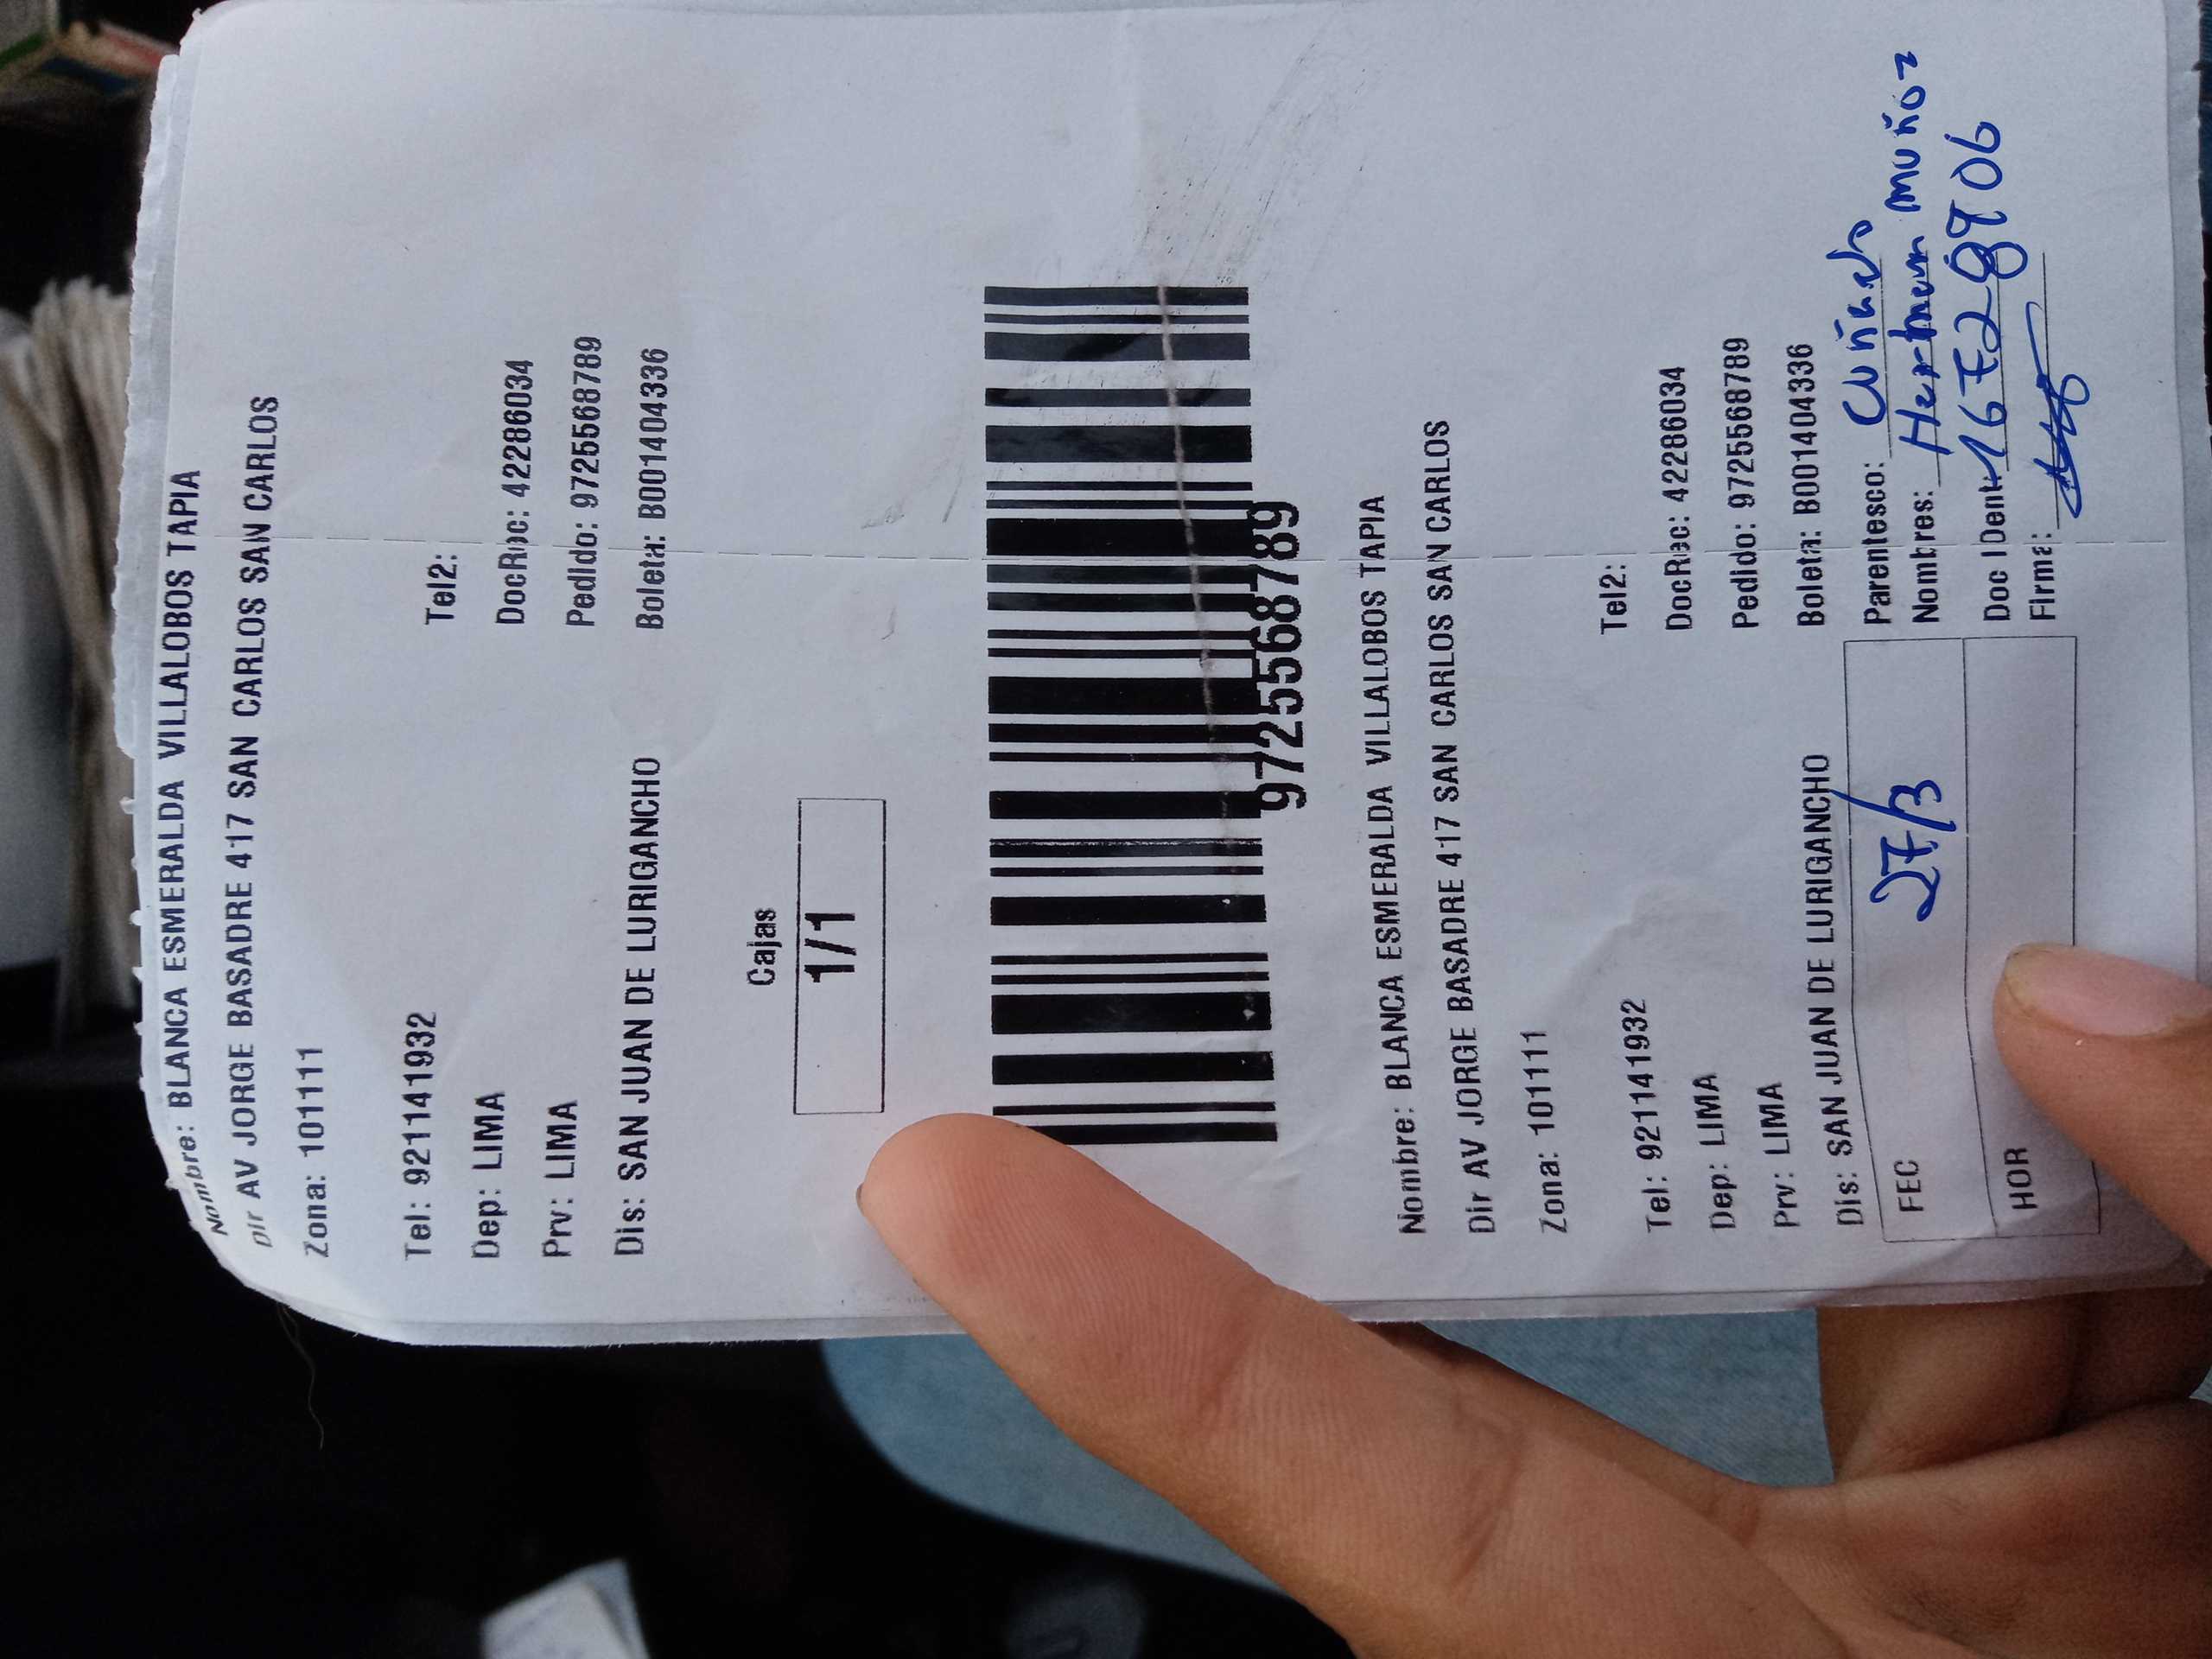 Nombre: BLANCA ESMERALDA VILLALOBOS TAPIA
Dir AV JORGE BASADRE 417 SAN CARLOS SAN CARLOS
Zona: 101111
Tel: 921141932 Tel2:
Dep: LIMA DocRec: 42286034
Prv: LIMA Pedido: 9725568789
Dis: SAN JUAN DE LURIGANCHO Boleta: B001404336
Cajas
1/1
9725568789
Nombre: BLANCA ESMERALDA VILLALOBOS TAPIA
Dir AV JORGE BASADRE 417 SAN CARLOS SAN CARLOS
Zona: 101111
Tel: 921141932 Tel2:
Dep: LIMA DocRec: 42286034
Prv: LIMA Pedido: 9725568789
Dis: SAN JUAN DE LURIGANCHO Boleta: B001404336
FEC 27/3 Parentesco: Cuñado
Nombres: muñoz
HOR Doc IDent:
Firma: